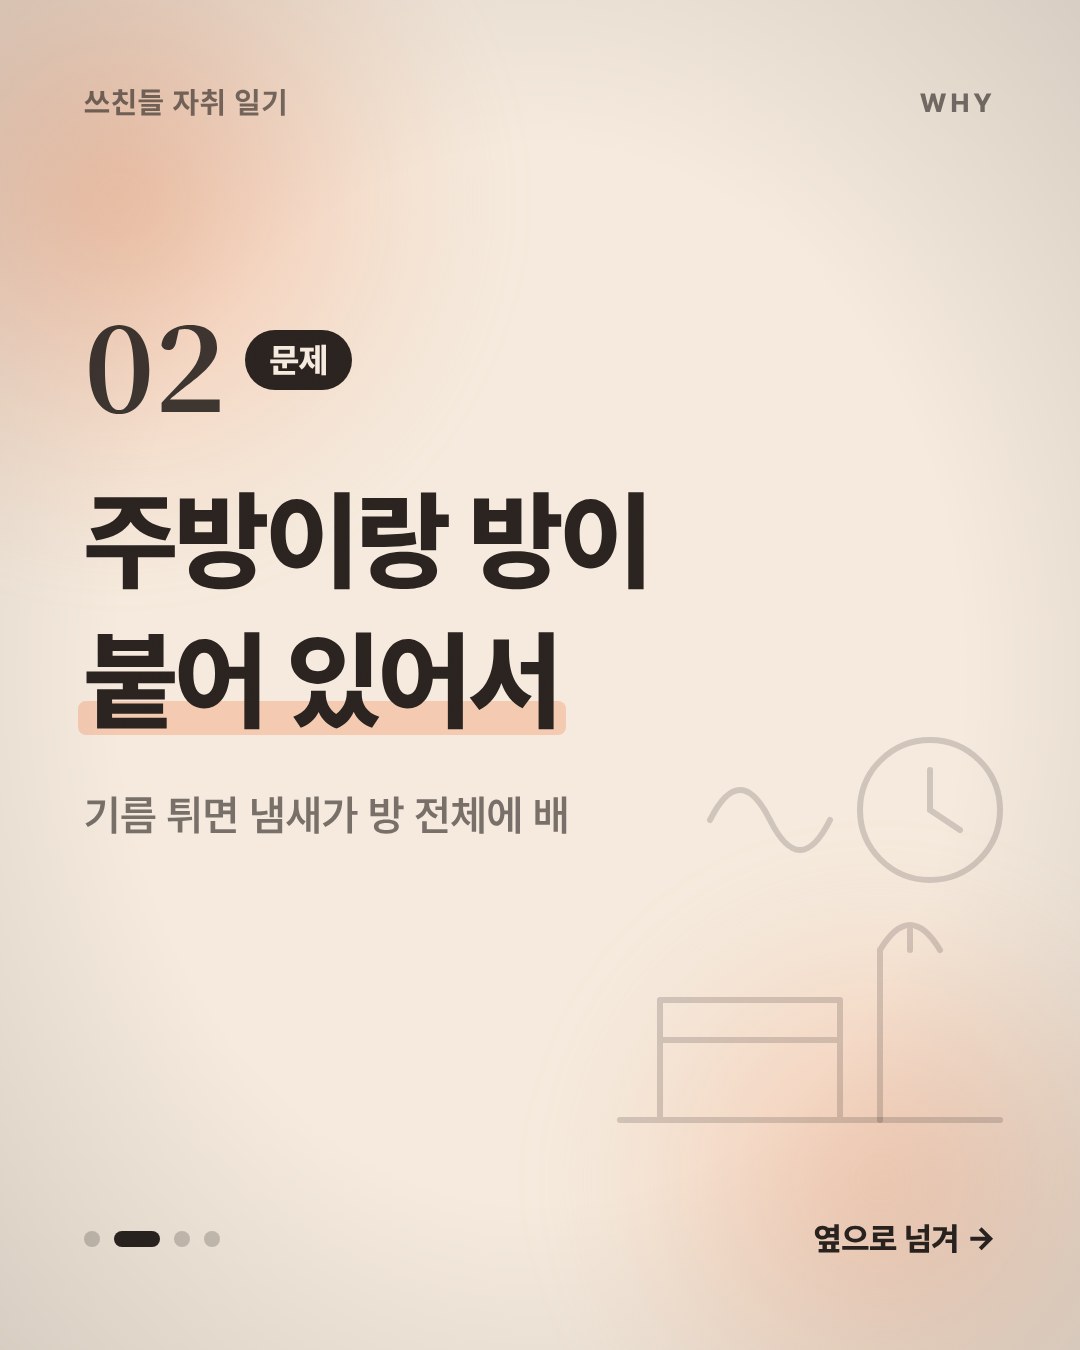 쓰친들 자취 일기
WHY
02
문제
주방이랑 방이
붙어 있어서
기름 튀면 냄새가 방 전체에 배
옆으로 넘겨 →